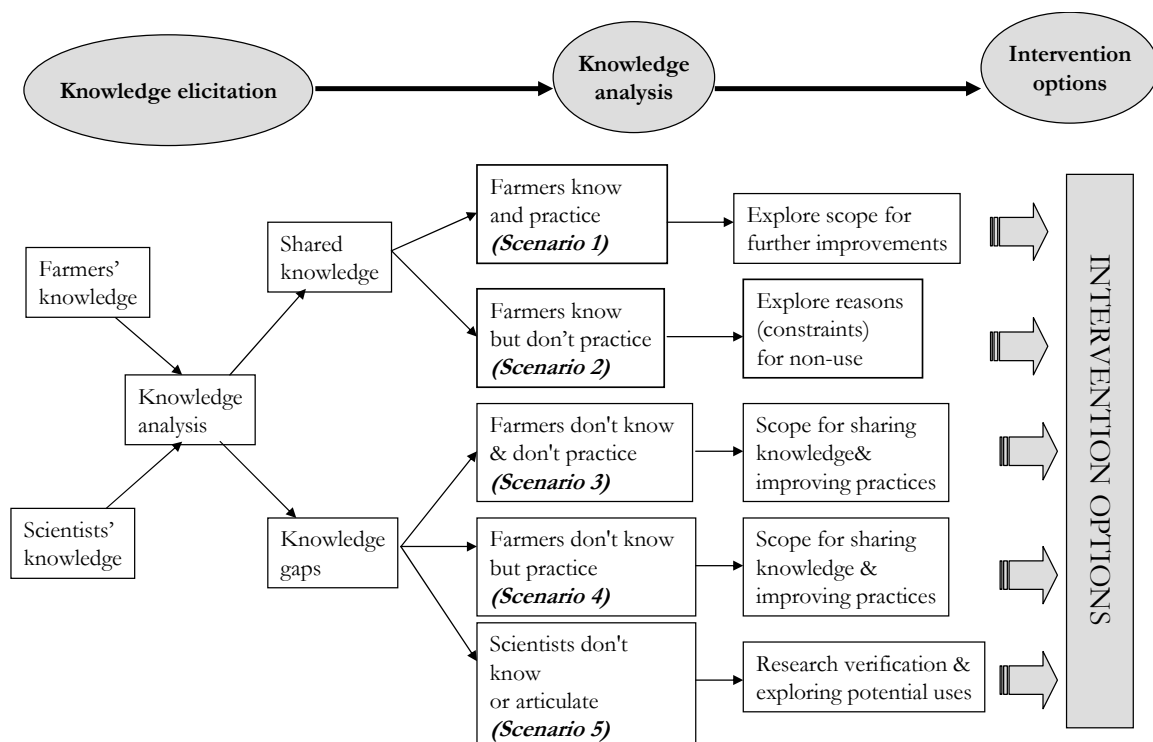 Knowledge elicitation
Knowledge
analysis
Intervention
options
Farmers'
knowledge
Scientists'
knowledge
Knowledge
analysis
Shared
knowledge
Knowledge
gaps
Farmers know
and practice
(Scenario 1)
Explore scope for
further improvements
Farmers know
but don't practice
(Scenario 2)
Explore reasons
(constraints)
for non-use
Farmers don't know
& don't practice
(Scenario 3)
Scope for sharing
knowledge&
improving practices
Farmers don't know
but practice
(Scenario 4)
Scope for sharing
knowledge &
improving practices
Scientists don't
know
or articulate
(Scenario 5)
Research verification &
exploring potential uses
INTERVENTION OPTIONS